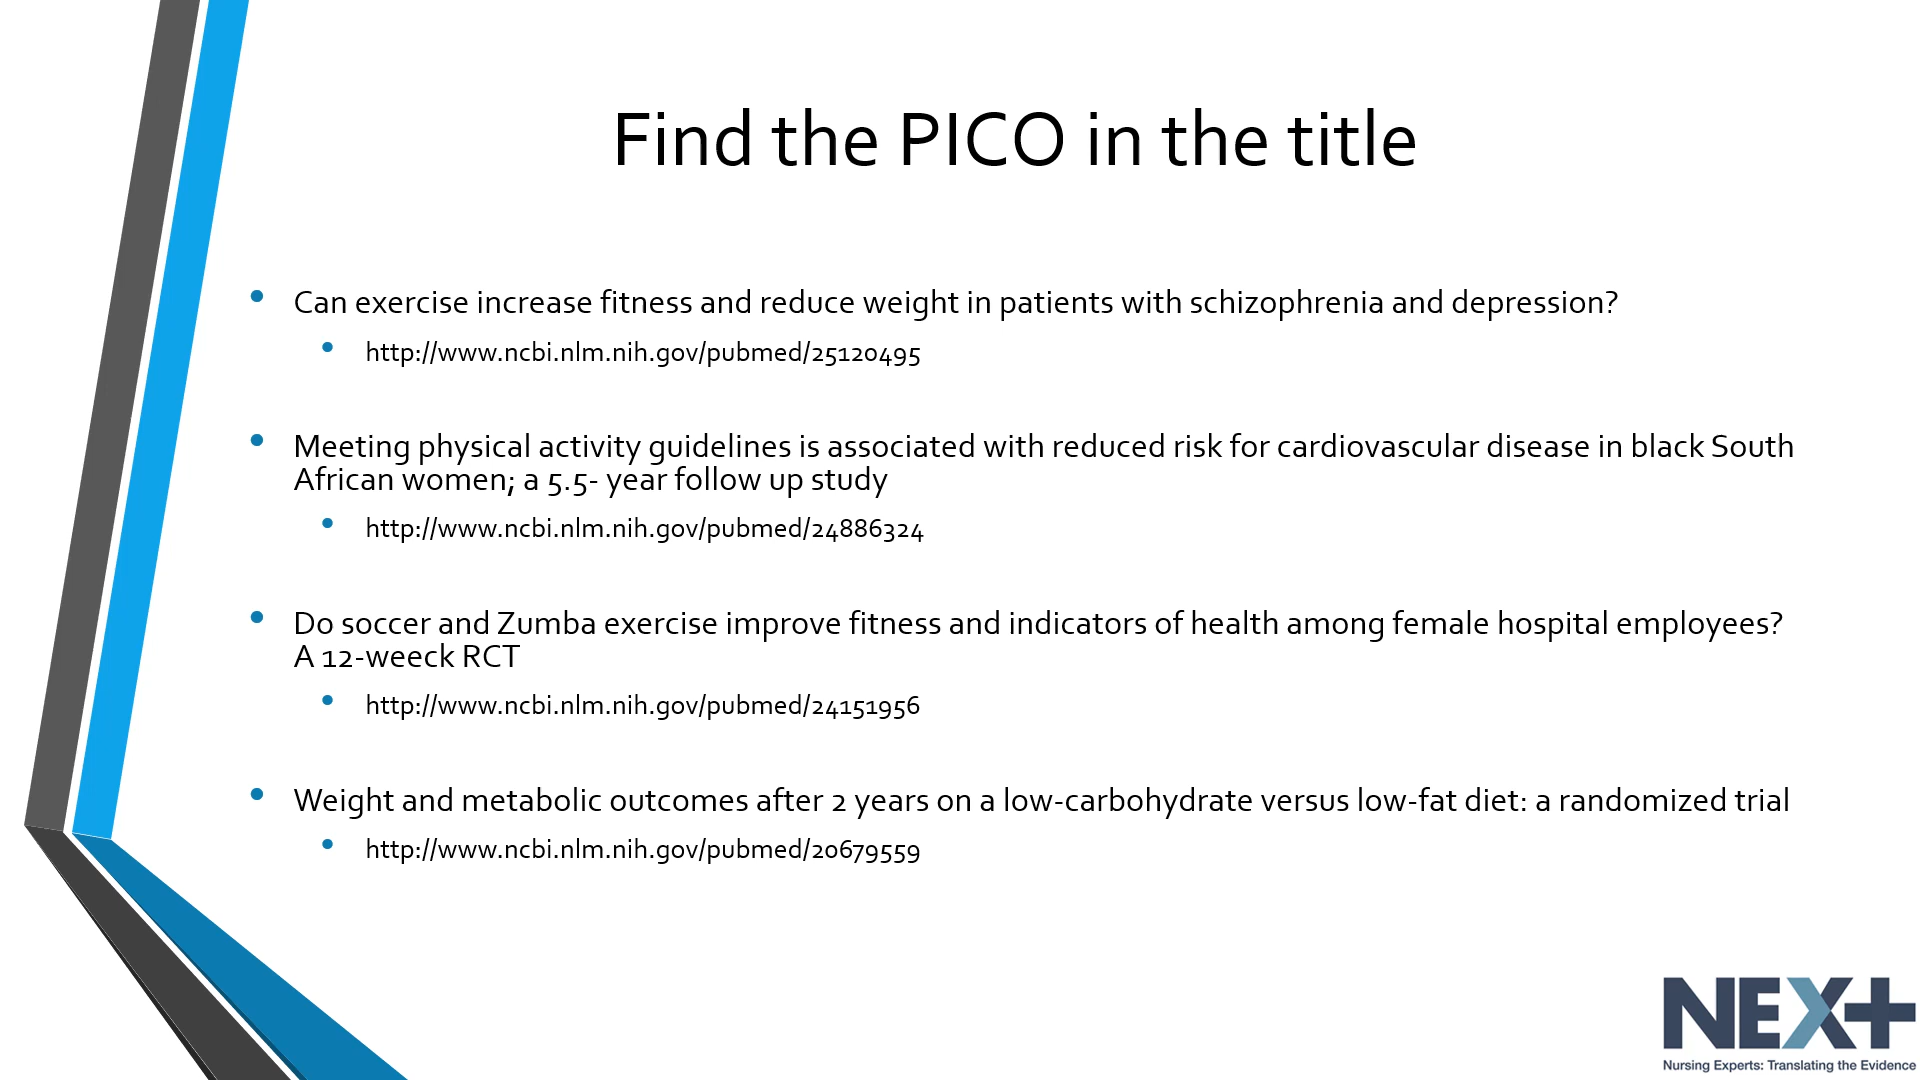 Find the PICO in the title
• Can exercise increase fitness and reduce weight in patients with schizophrenia and depression?
• http://www.ncbi.nlm.nih.gov/pubmed/25120495
• Meeting physical activity guidelines is associated with reduced risk for cardiovascular disease in black South
African women; a 5.5- year follow up study
• http://www.ncbi.nlm.nih.gov/pubmed/24886324
• Do soccer and Zumba exercise improve fitness and indicators of health among female hospital employees?
A 12-weeck RCT
• http://www.ncbi.nlm.nih.gov/pubmed/24151956
• Weight and metabolic outcomes after 2 years on a low-carbohydrate versus low-fat diet: a randomized trial
• http://www.ncbi.nlm.nih.gov/pubmed/20679559
NEX+
Nursing Experts: Translating the Evidence